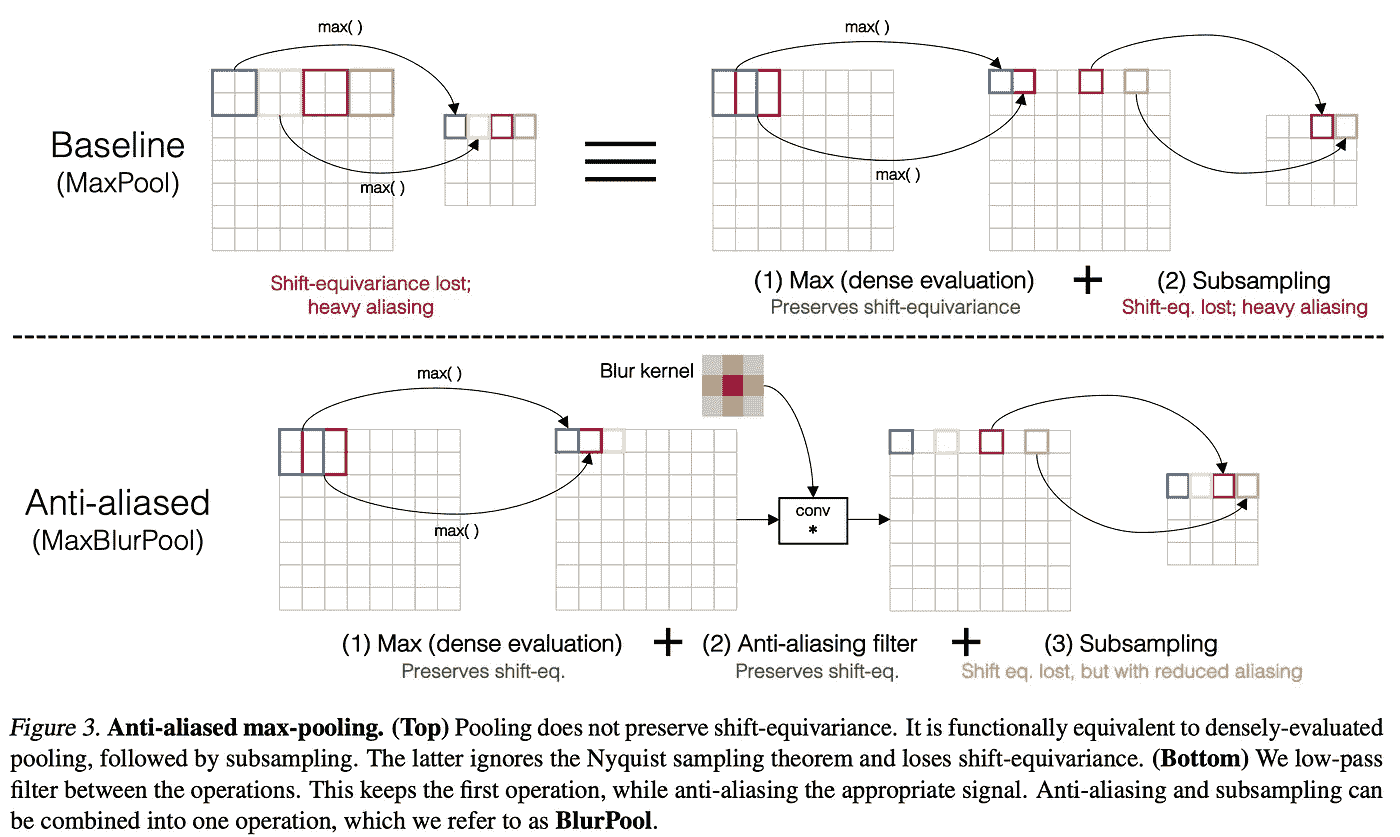 max( )
max( )
Baseline
(MaxPool)
max( )
max( )
Shift-equivariance lost;
heavy aliasing
(1) Max (dense evaluation) + (2) Subsampling
Preserves shift-equivariance
Shift-eq. lost; heavy aliasing
Blur kernel
max( )
Anti-aliased
(MaxBlurPool)
max( )
conv
*
(1) Max (dense evaluation) + (2) Anti-aliasing filter + (3) Subsampling
Preserves shift-eq.
Preserves shift-eq.
Shift eq. lost, but with reduced aliasing
Figure 3. Anti-aliased max-pooling. (Top) Pooling does not preserve shift-equivariance. It is functionally equivalent to densely-evaluated
pooling, followed by subsampling. The latter ignores the Nyquist sampling theorem and loses shift-equivariance. (Bottom) We low-pass
filter between the operations. This keeps the first operation, while anti-aliasing the appropriate signal. Anti-aliasing and subsampling can
be combined into one operation, which we refer to as BlurPool.